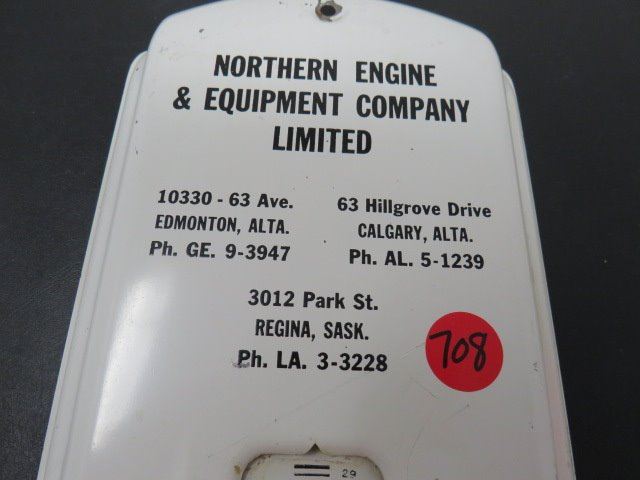 NORTHERN ENGINE
& EQUIPMENT COMPANY
LIMITED
10330 - 63 Ave.
EDMONTON, ALTA.
Ph. GE. 9-3947
63 Hillgrove Drive
CALGARY, ALTA.
Ph. AL. 5-1239
3012 Park St.
REGINA, SASK.
Ph. LA. 3-3228
708
29